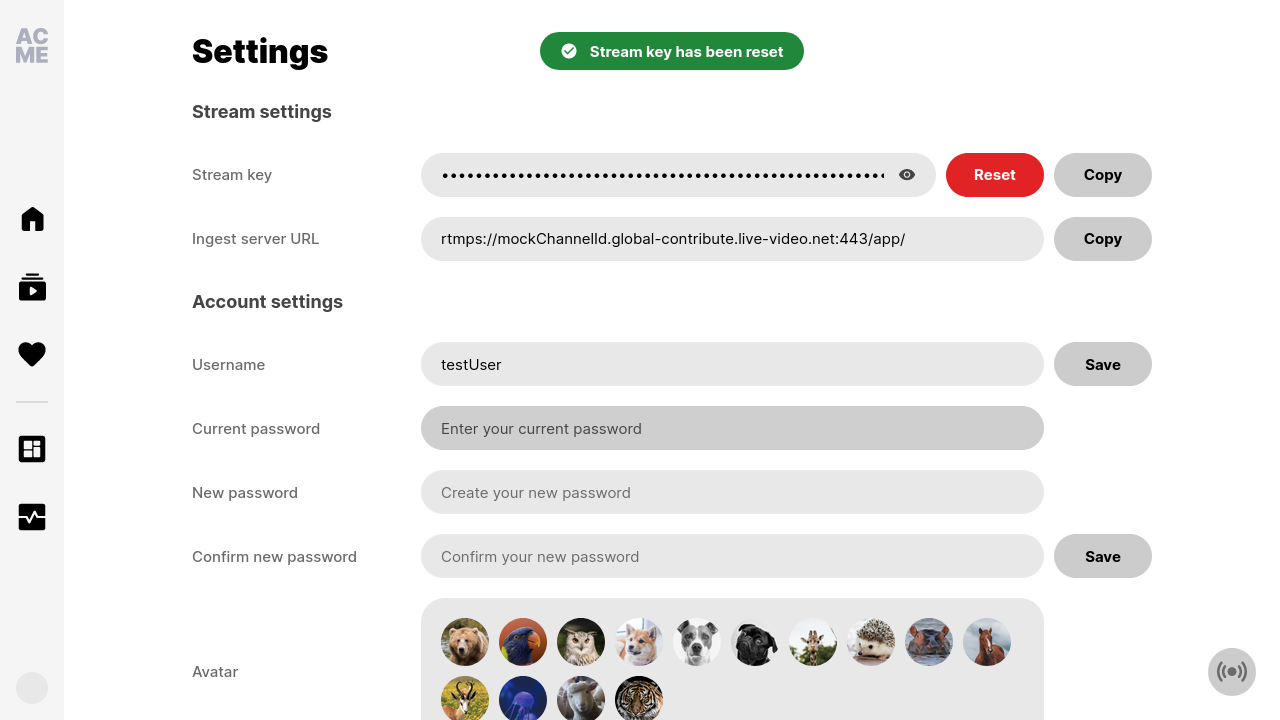 AC
ME
Settings
Stream key has been reset
Stream settings
Stream key
Reset
Copy
Ingest server URL
rtmps://mockChannelId.global-contribute.live-video.net:443/app/
Copy
Account settings
Username
testUser
Save
Current password
Enter your current password
New password
Create your new password
Confirm new password
Confirm your new password
Save
Avatar